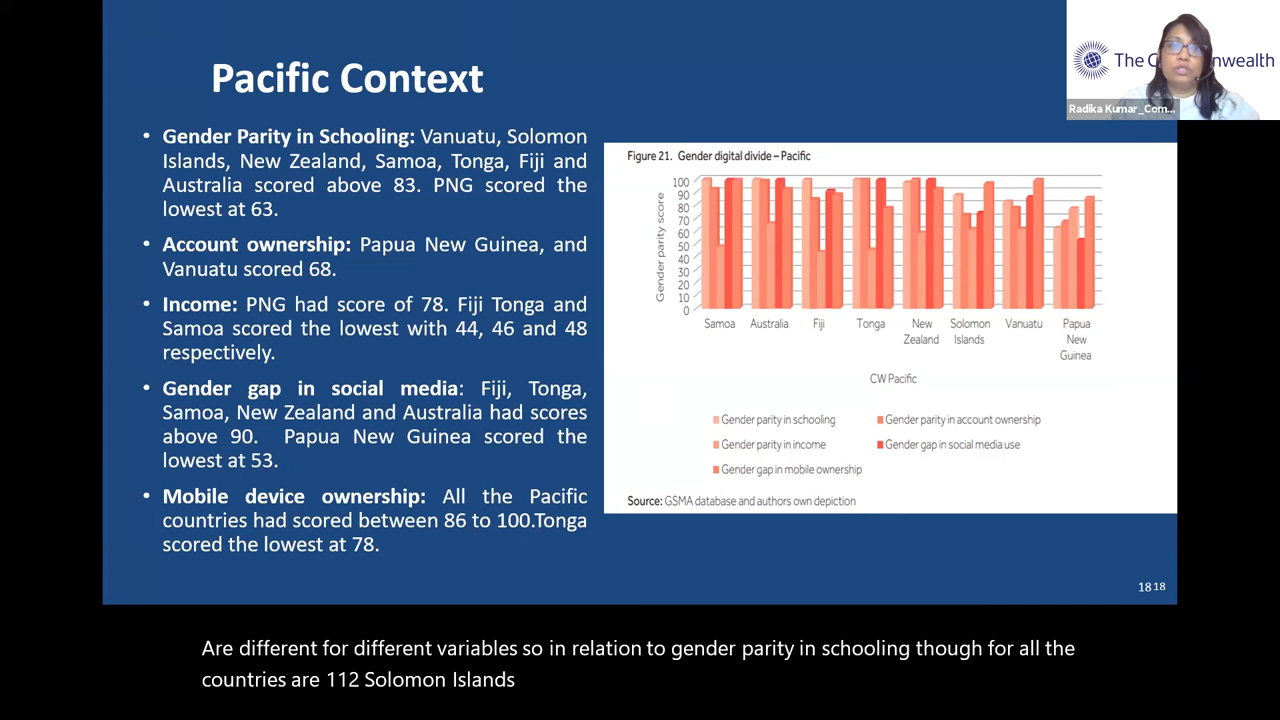 Pacific Context
The C nwealth
Radika Kumar_Com...
• Gender Parity in Schooling: Vanuatu, Solomon
Islands, New Zealand, Samoa, Tonga, Fiji and
Australia scored above 83. PNG scored the
lowest at 63.
• Account ownership: Papua New Guinea, and
Vanuatu scored 68.
• Income: PNG had score of 78. Fiji Tonga and
Samoa scored the lowest with 44, 46 and 48
respectively.
• Gender gap in social media: Fiji, Tonga,
Samoa, New Zealand and Australia had scores
above 90. Papua New Guinea scored the
lowest at 53.
• Mobile device ownership: All the Pacific
countries had scored between 86 to 100.Tonga
scored the lowest at 78.
Figure 21. Gender digital divide – Pacific
Gender parity score
100
90
80
70
60
50
40
30
20
10
0
Samoa
Australia
Fiji
Tonga
New
Zealand
Solomon
Islands
Vanuatu
Papua
New
Guinea
CW Pacific
Gender parity in schooling
Gender parity in account ownership
Gender parity in income
Gender gap in social media use
Gender gap in mobile ownership
Source: GSMA database and authors own depiction
18 18
Are different for different variables so in relation to gender parity in schooling though for all the
countries are 112 Solomon Islands